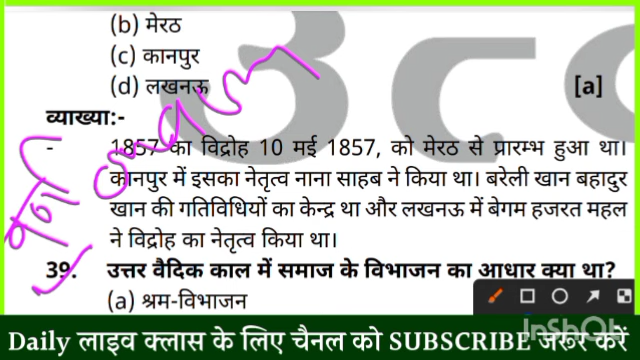 (b) मेरठ
(c) कानपुर
(d) लखनऊ [a]
व्याख्या:-
- 1857 का विद्रोह 10 मई 1857, को मेरठ से प्रारम्भ हुआ था।
कानपुर में इसका नेतृत्व नाना साहब ने किया था। बरेली खान बहादुर
खान की गतिविधियों का केन्द्र था और लखनऊ में बेगम हजरत महल
ने विद्रोह का नेतृत्व किया था।
39. उत्तर वैदिक काल में समाज के विभाजन का आधार क्या था?
(a) श्रम-विभाजन
InShOt
Daily लाइव क्लास के लिए चैनल को SUBSCRIBE जरूर करें